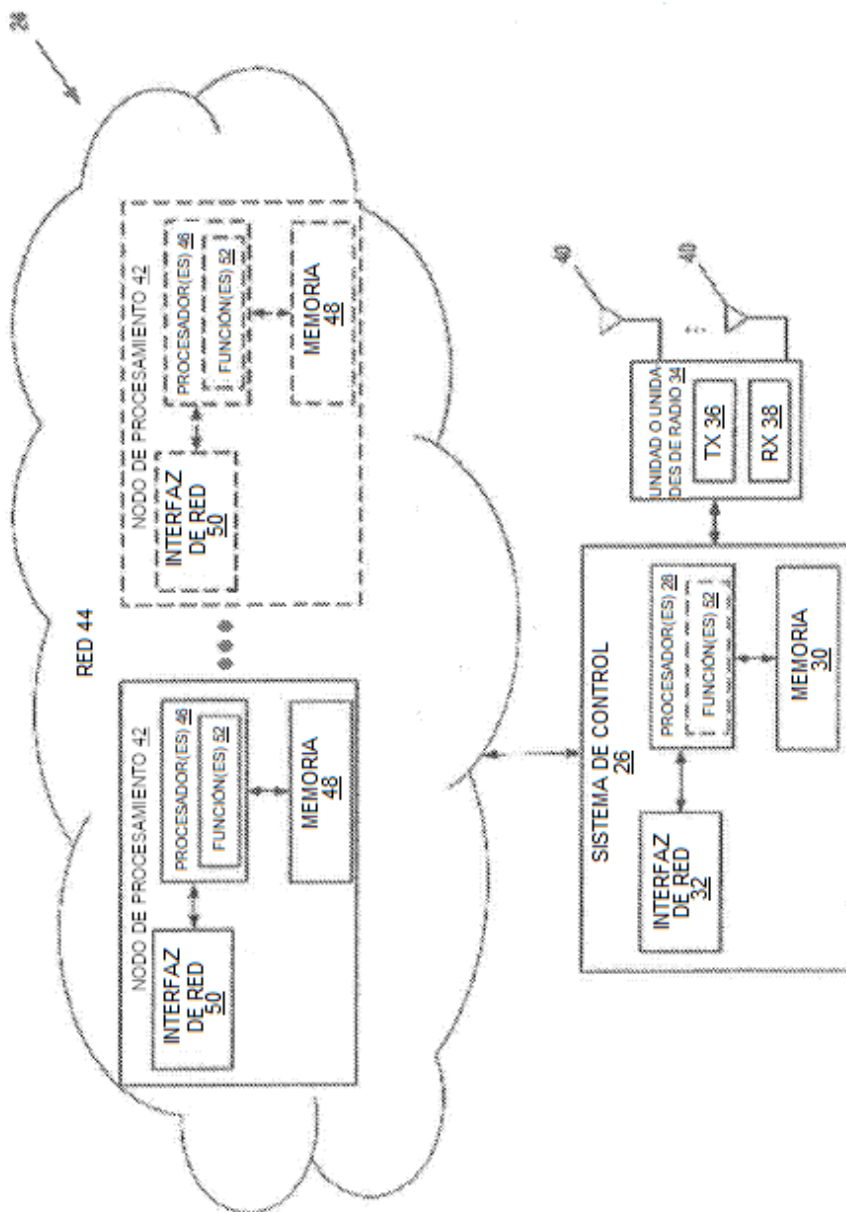 24
RED 44
NODO DE PROCESAMIENTO 42
PROCESADOR(ES) 46
FUNCIÓN(ES) 52
INTERFAZ
DE RED
50
MEMORIA
48
NODO DE PROCESAMIENTO 42
PROCESADOR(ES) 46
FUNCIÓN(ES) 52
INTERFAZ
DE RED
50
MEMORIA
48
SISTEMA DE CONTROL
26
PROCESADOR(ES) 28
FUNCIÓN(ES) 52
INTERFAZ
DE RED
32
MEMORIA
30
UNIDAD O UNIDA
DES DE RADIO 34
TX 36
RX 38
40
40